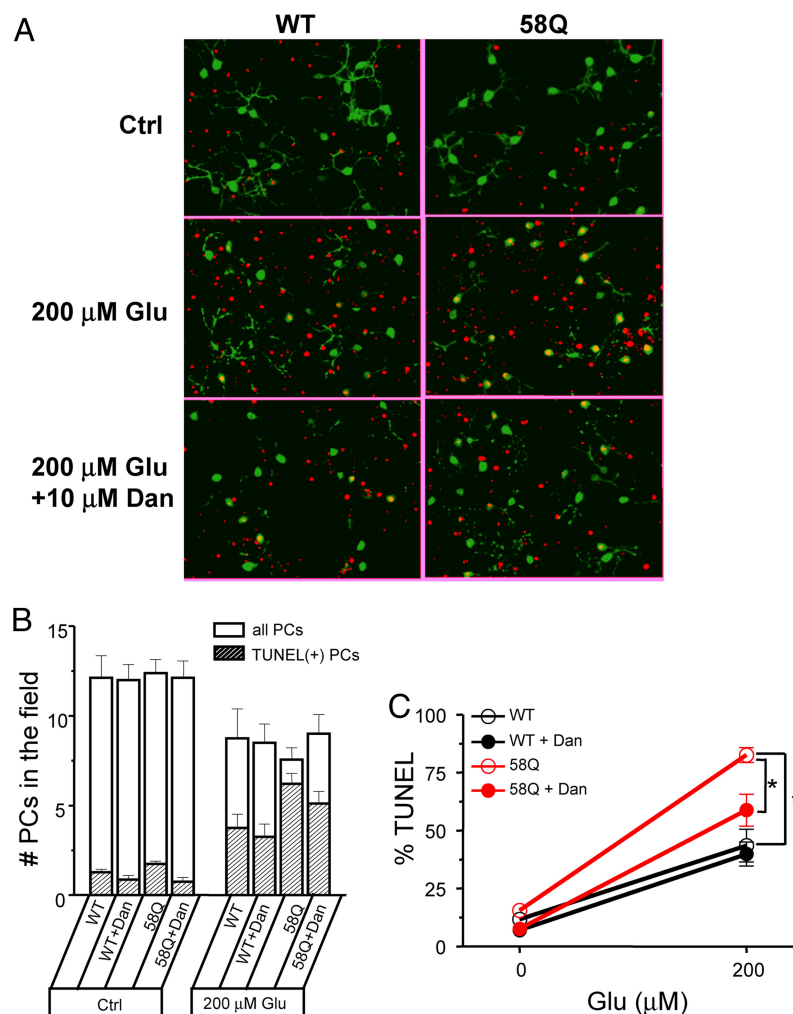 A
WT 58Q
Ctrl
200 μM Glu
200 μM Glu
+10 μM Dan
B
15
10
5
0
# PCs in the field
all PCs
TUNEL(+) PCs
WT
WT+Dan
58Q
58Q+Dan
WT
WT+Dan
58Q
58Q+Dan
Ctrl
200 μM Glu
C
100
75
50
25
0
% TUNEL
WT
WT + Dan
58Q
58Q + Dan
*
0 200
Glu (μM)